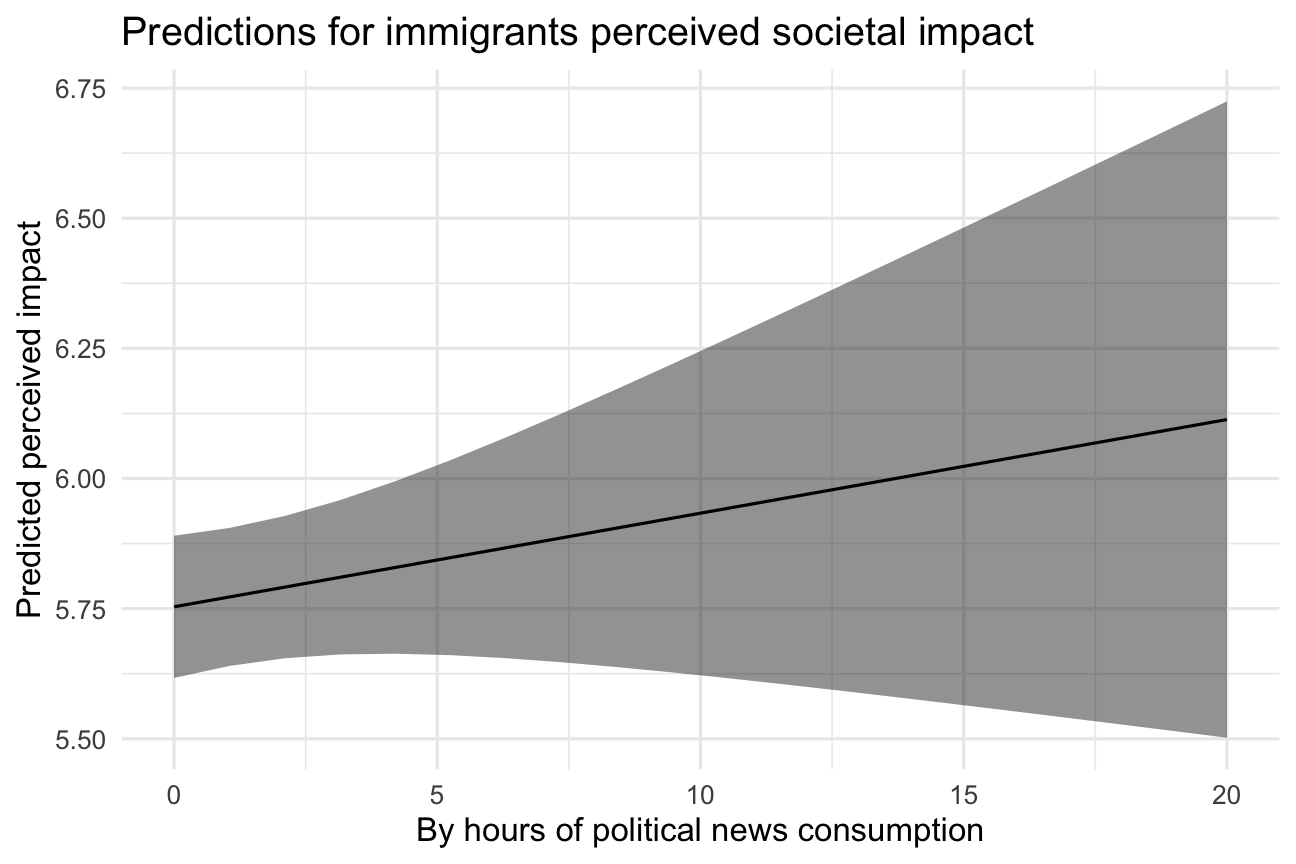 Predictions for immigrants perceived societal impact
Predicted perceived impact
6.75
6.50
6.25
6.00
5.75
5.50
0 5 10 15 20
By hours of political news consumption